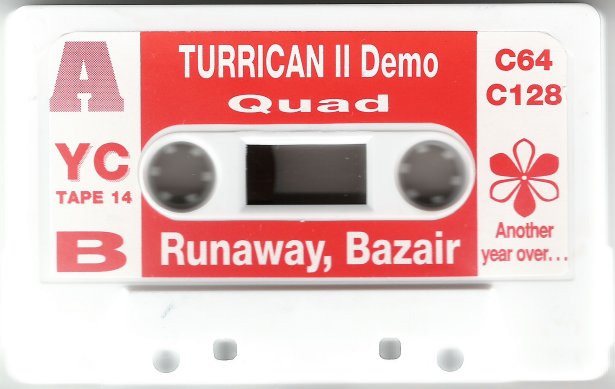 A
TURRICAN II Demo
Quad
C64
C128
YC
TAPE 14
B
Runaway, Bazair
Another
year over...